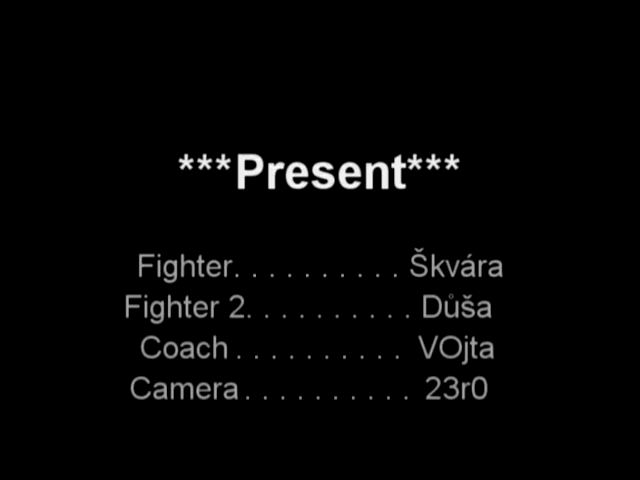 ***Present***
Fighter. . . . . . . . . . Škvára
Fighter 2. . . . . . . . . . Důša
Coach . . . . . . . . . . VOjta
Camera . . . . . . . . . . 23r0